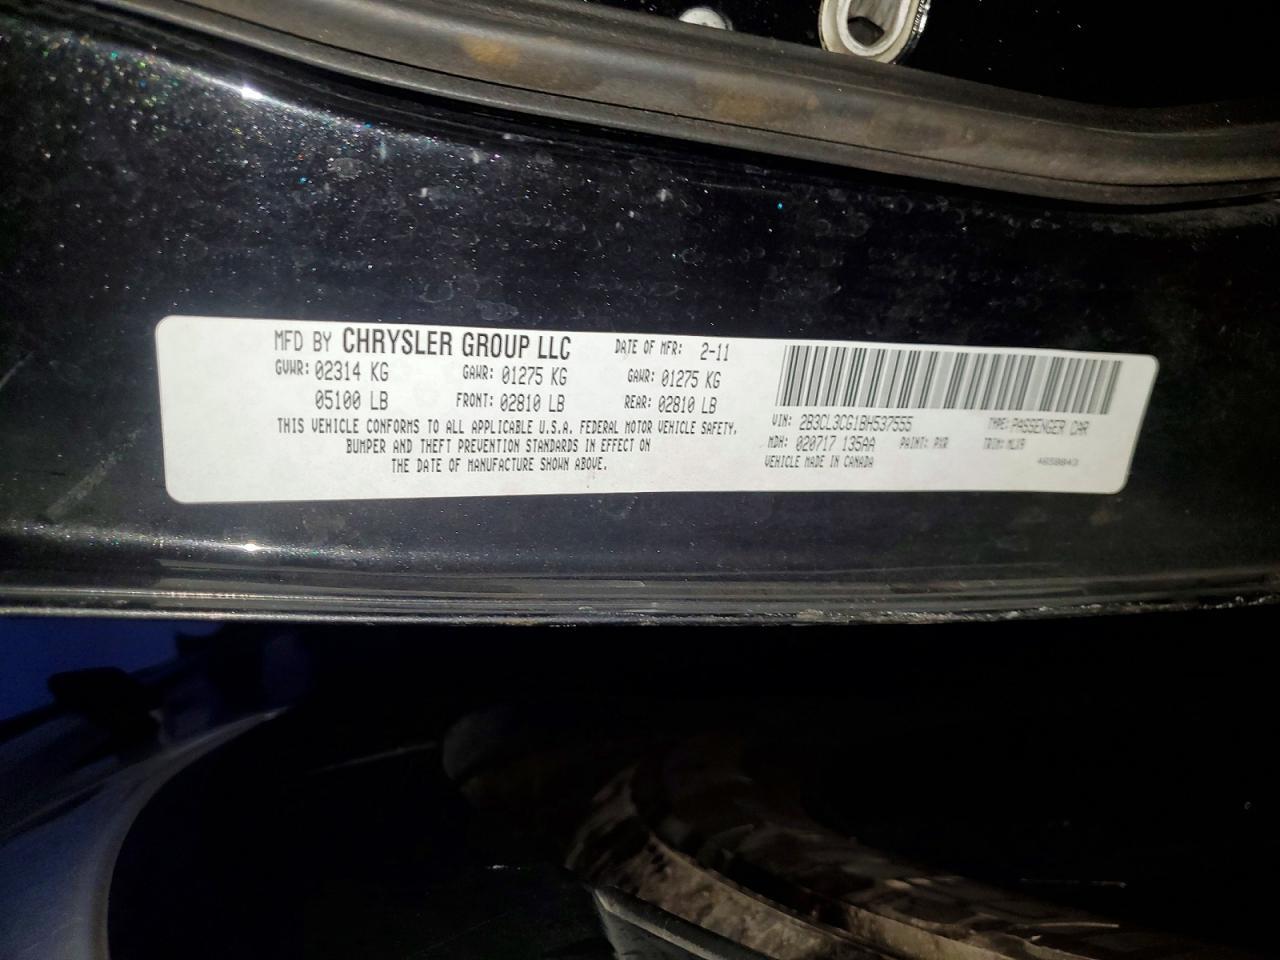 MFD BY CHRYSLER GROUP LLC DATE OF MFR: 2-11
GVWR: 02314 KG GAWR: 01275 KG GAWR: 01275 KG
05100 LB FRONT: 02810 LB REAR: 02810 LB
THIS VEHICLE CONFORMS TO ALL APPLICABLE U.S.A. FEDERAL MOTOR VEHICLE SAFETY,
BUMPER AND THEFT PREVENTION STANDARDS IN EFFECT ON
THE DATE OF MANUFACTURE SHOWN ABOVE.
VIN: 2B3CL3CG1BH537555 TYPE: PASSENGER CAR
MDH: 020717 135AA PAINT: PXR TRIM: MLX9
VEHICLE MADE IN CANADA